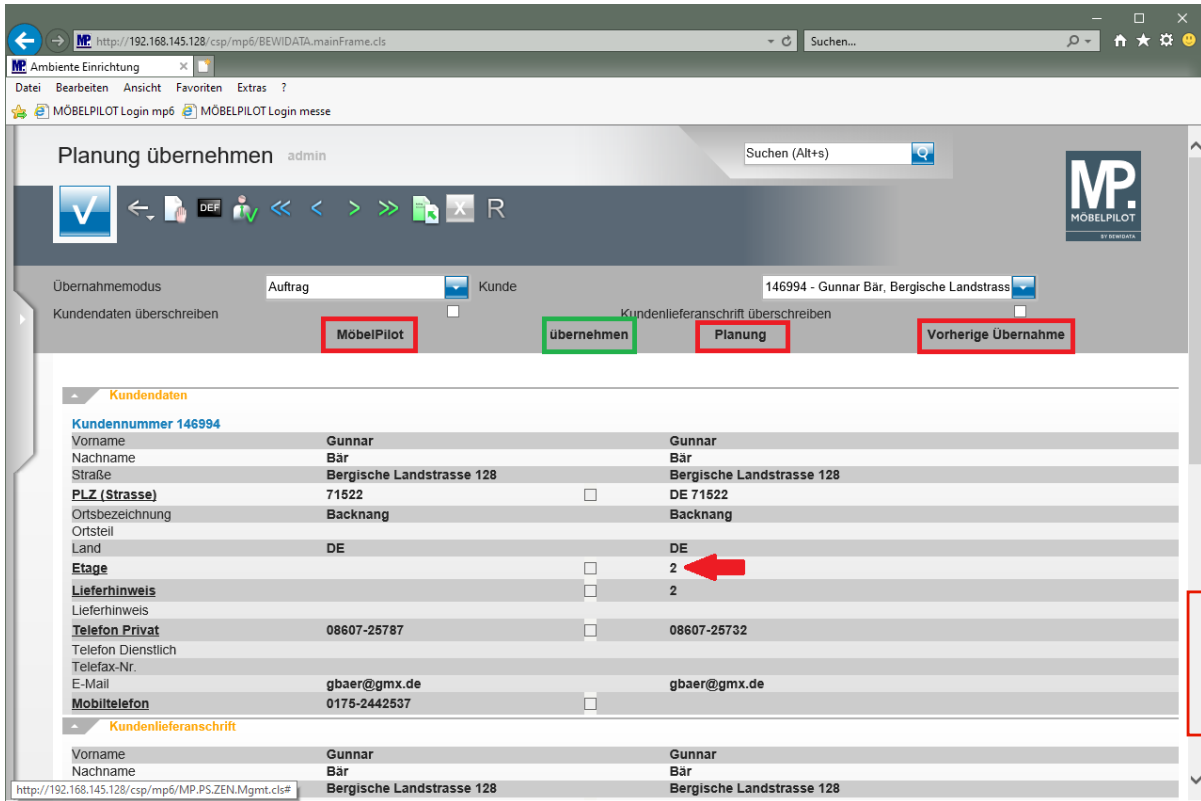 http://192.168.145.128/csp/mp6/BEWIDATA.mainFrame.cls Suchen...
MP. Ambiente Einrichtung
Datei Bearbeiten Ansicht Favoriten Extras ?
MÖBELPILOT Login mp6 MÖBELPILOT Login messe
Planung übernehmen admin Suchen (Alt+s)
MP.
MÖBELPILOT
BY BEWIDATA
DEF X R
Übernahmemodus Auftrag Kunde 146994 - Gunnar Bär, Bergische Landstrass
Kundendaten überschreiben Kundenlieferanschrift überschreiben
MöbelPilot übernehmen Planung Vorherige Übernahme
Kundendaten
Kundennummer 146994
Vorname Gunnar Gunnar
Nachname Bär Bär
Straße Bergische Landstrasse 128 Bergische Landstrasse 128
PLZ (Strasse) 71522 DE 71522
Ortsbezeichnung Backnang Backnang
Ortsteil
Land DE DE
Etage 2
Lieferhinweis 2
Lieferhinweis
Telefon Privat 08607-25787 08607-25732
Telefon Dienstlich
Telefax-Nr.
E-Mail gbaer@gmx.de gbaer@gmx.de
Mobiltelefon 0175-2442537
Kundenlieferanschrift
Vorname Gunnar Gunnar
Nachname Bär Bär
http://192.168.145.128/csp/mp6/MP.PS.ZEN.Mgmt.cls# Bergische Landstrasse 128 Bergische Landstrasse 128